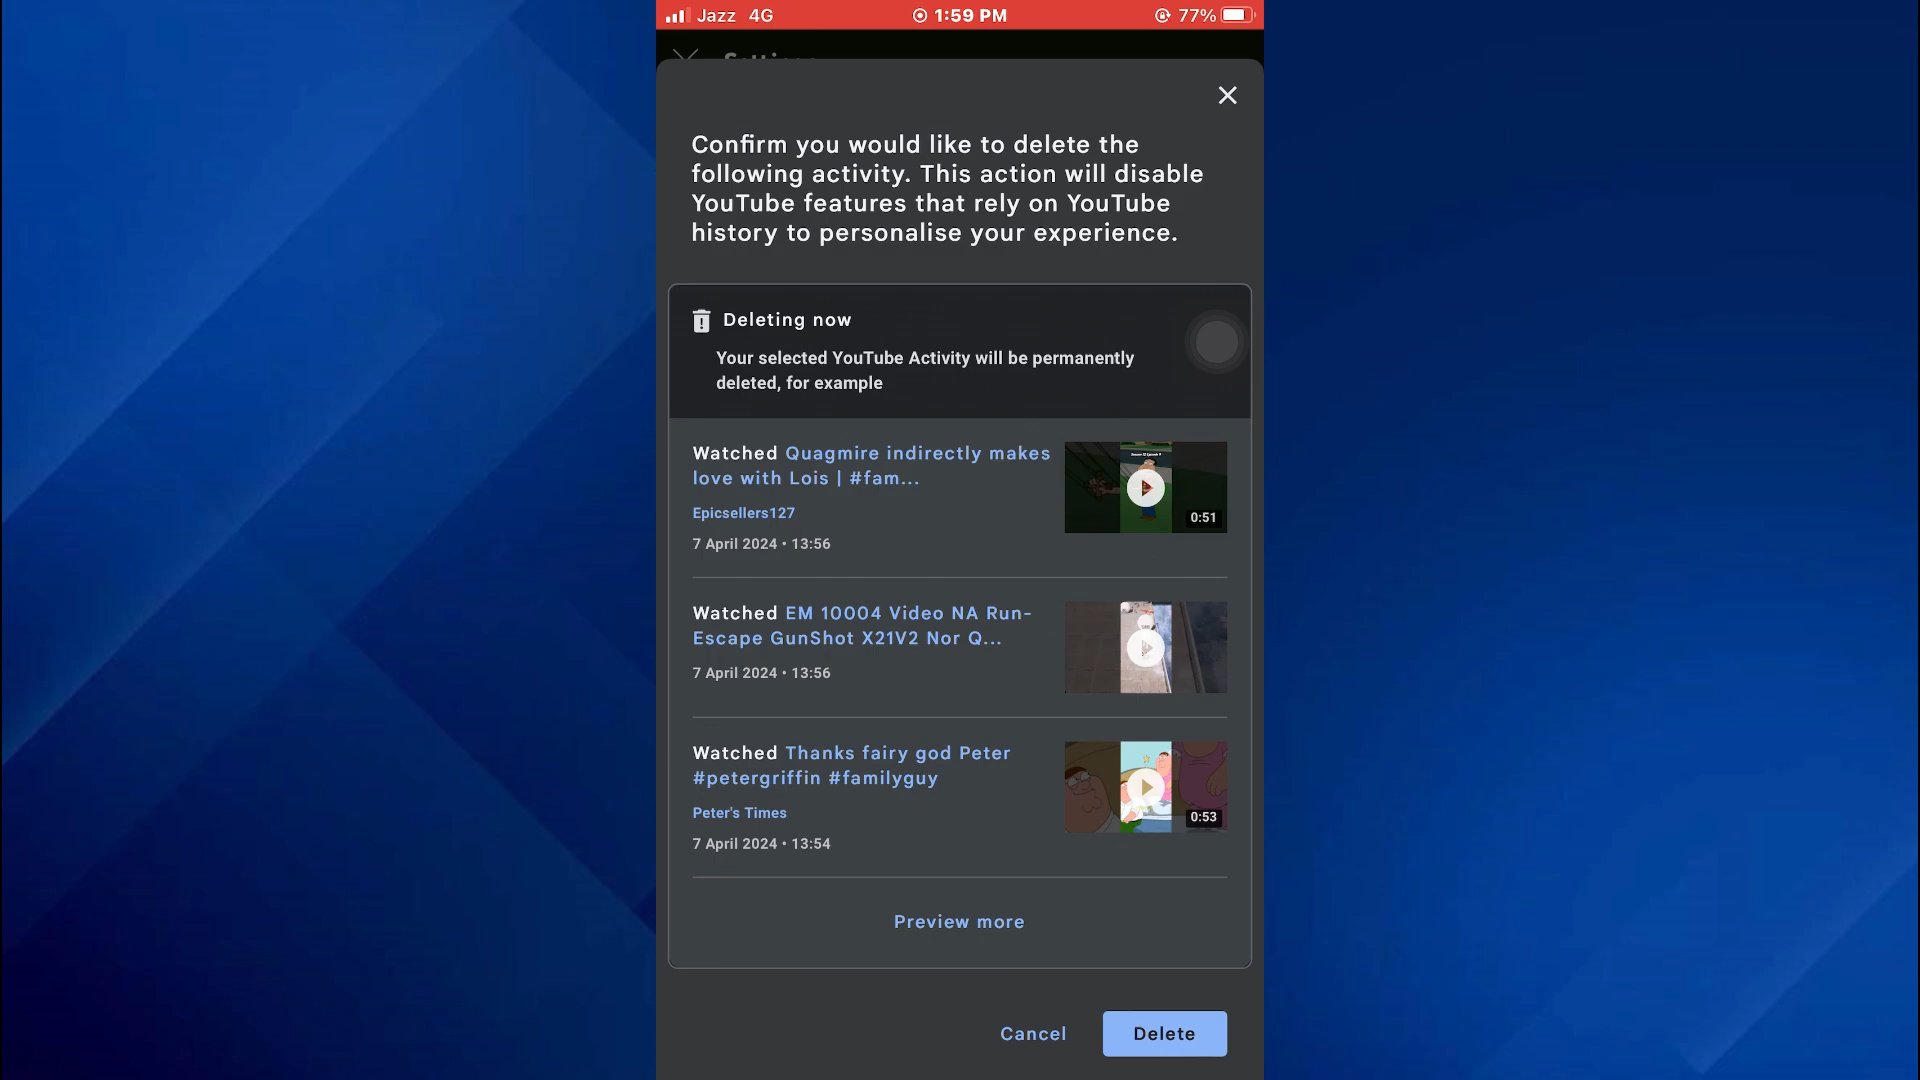 Jazz 4G 1:59 PM 77%
Settings
Confirm you would like to delete the
following activity. This action will disable
YouTube features that rely on YouTube
history to personalise your experience.
Deleting now
Your selected YouTube Activity will be permanently
deleted, for example
Watched Quagmire indirectly makes
love with Lois | #fam...
Epicsellers127
7 April 2024 • 13:56
0:51
Watched EM 10004 Video NA Run-
Escape GunShot X21V2 Nor Q...
7 April 2024 • 13:56
Watched Thanks fairy god Peter
#petergriffin #familyguy
Peter's Times
7 April 2024 • 13:54
0:53
Preview more
Cancel Delete